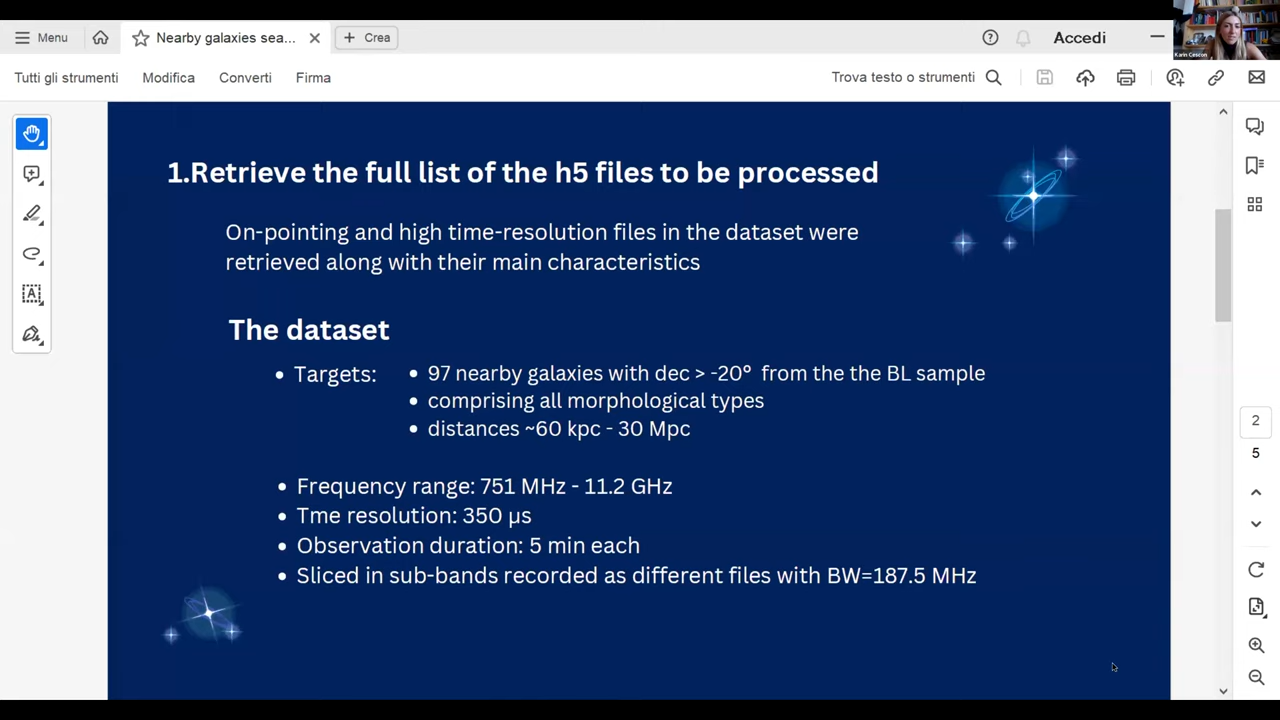 Menu
Nearby galaxies sea...
Crea
Accedi
Karin Cescon
Tutti gli strumenti
Modifica
Converti
Firma
Trova testo o strumenti
1.Retrieve the full list of the h5 files to be processed
On-pointing and high time-resolution files in the dataset were
retrieved along with their main characteristics
The dataset
Targets:
97 nearby galaxies with dec > -20° from the the BL sample
comprising all morphological types
distances ~60 kpc - 30 Mpc
Frequency range: 751 MHz - 11.2 GHz
Tme resolution: 350 µs
Observation duration: 5 min each
Sliced in sub-bands recorded as different files with BW=187.5 MHz
2
5